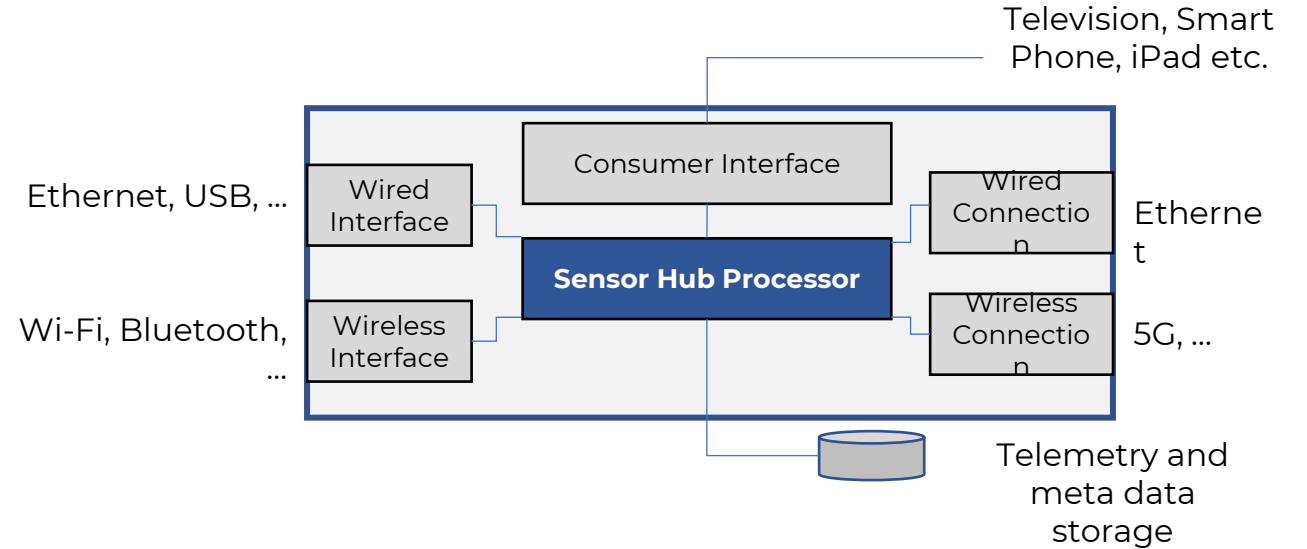 Television, Smart
Phone, iPad etc.
Consumer Interface
Ethernet, USB, ...
Wired
Interface
Wired
Connectio
n
Etherne
t
Sensor Hub Processor
Wi-Fi, Bluetooth,
...
Wireless
Interface
Wireless
Connectio
n
5G, ...
Telemetry and
meta data
storage